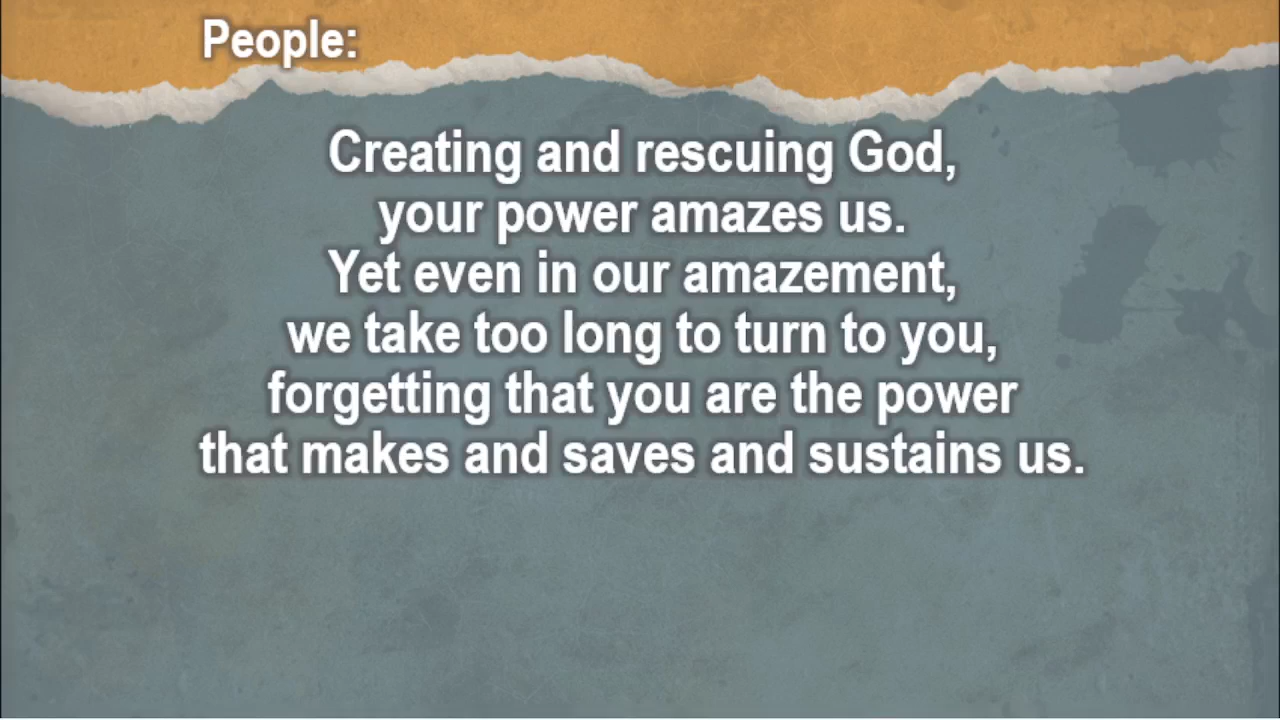 People:
Creating and rescuing God,
your power amazes us.
Yet even in our amazement,
we take too long to turn to you,
forgetting that you are the power
that makes and saves and sustains us.